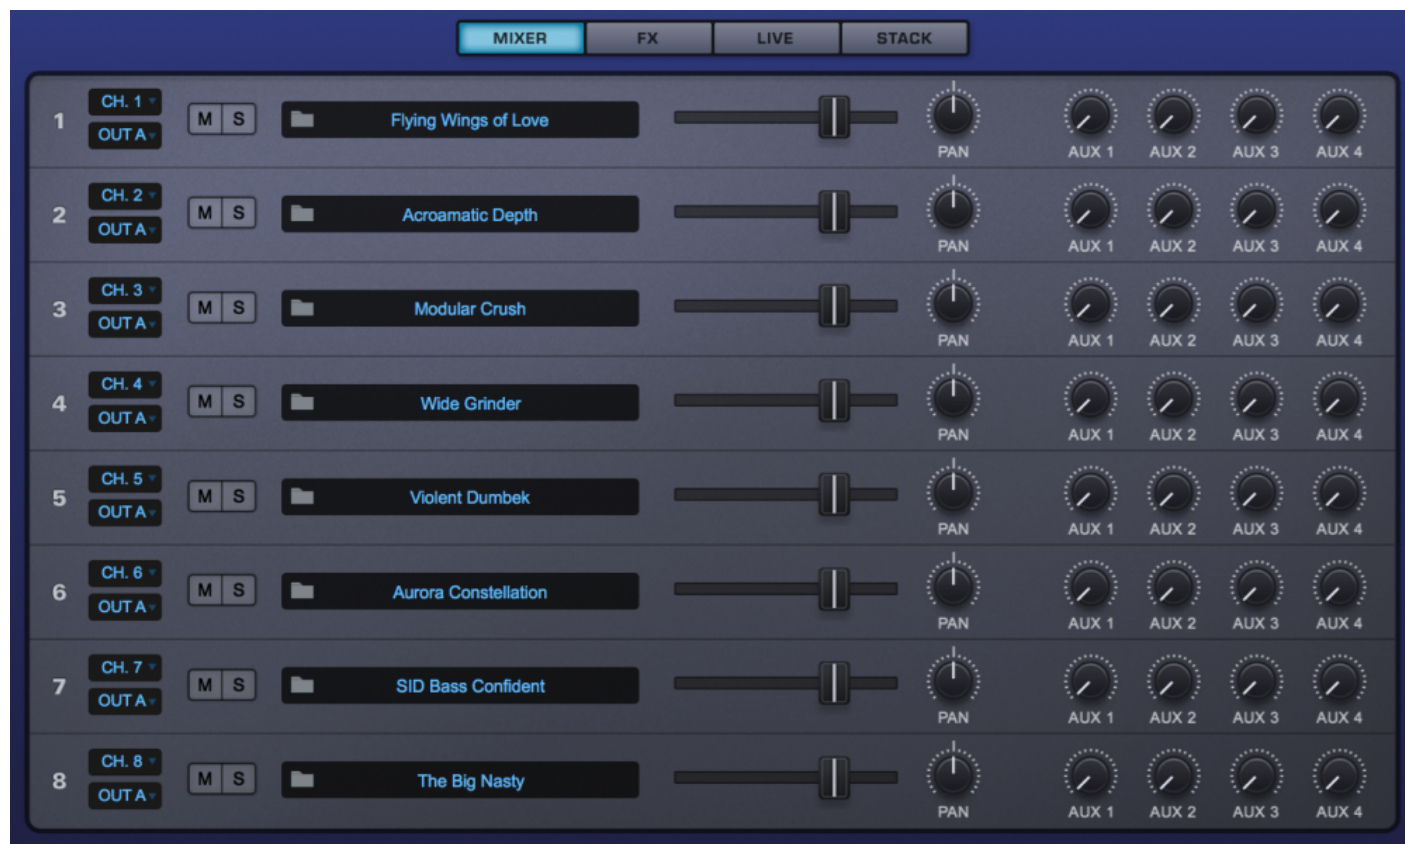 MIXER FX LIVE STACK
CH. 1
1 M S Flying Wings of Love
OUT A
PAN AUX 1 AUX 2 AUX 3 AUX 4
CH. 2
2 M S Acroamatic Depth
OUT A
PAN AUX 1 AUX 2 AUX 3 AUX 4
CH. 3
3 M S Modular Crush
OUT A
PAN AUX 1 AUX 2 AUX 3 AUX 4
CH. 4
4 M S Wide Grinder
OUT A
PAN AUX 1 AUX 2 AUX 3 AUX 4
CH. 5
5 M S Violent Dumbek
OUT A
PAN AUX 1 AUX 2 AUX 3 AUX 4
CH. 6
6 M S Aurora Constellation
OUT A
PAN AUX 1 AUX 2 AUX 3 AUX 4
CH. 7
7 M S SID Bass Confident
OUT A
PAN AUX 1 AUX 2 AUX 3 AUX 4
CH. 8
8 M S The Big Nasty
OUT A
PAN AUX 1 AUX 2 AUX 3 AUX 4